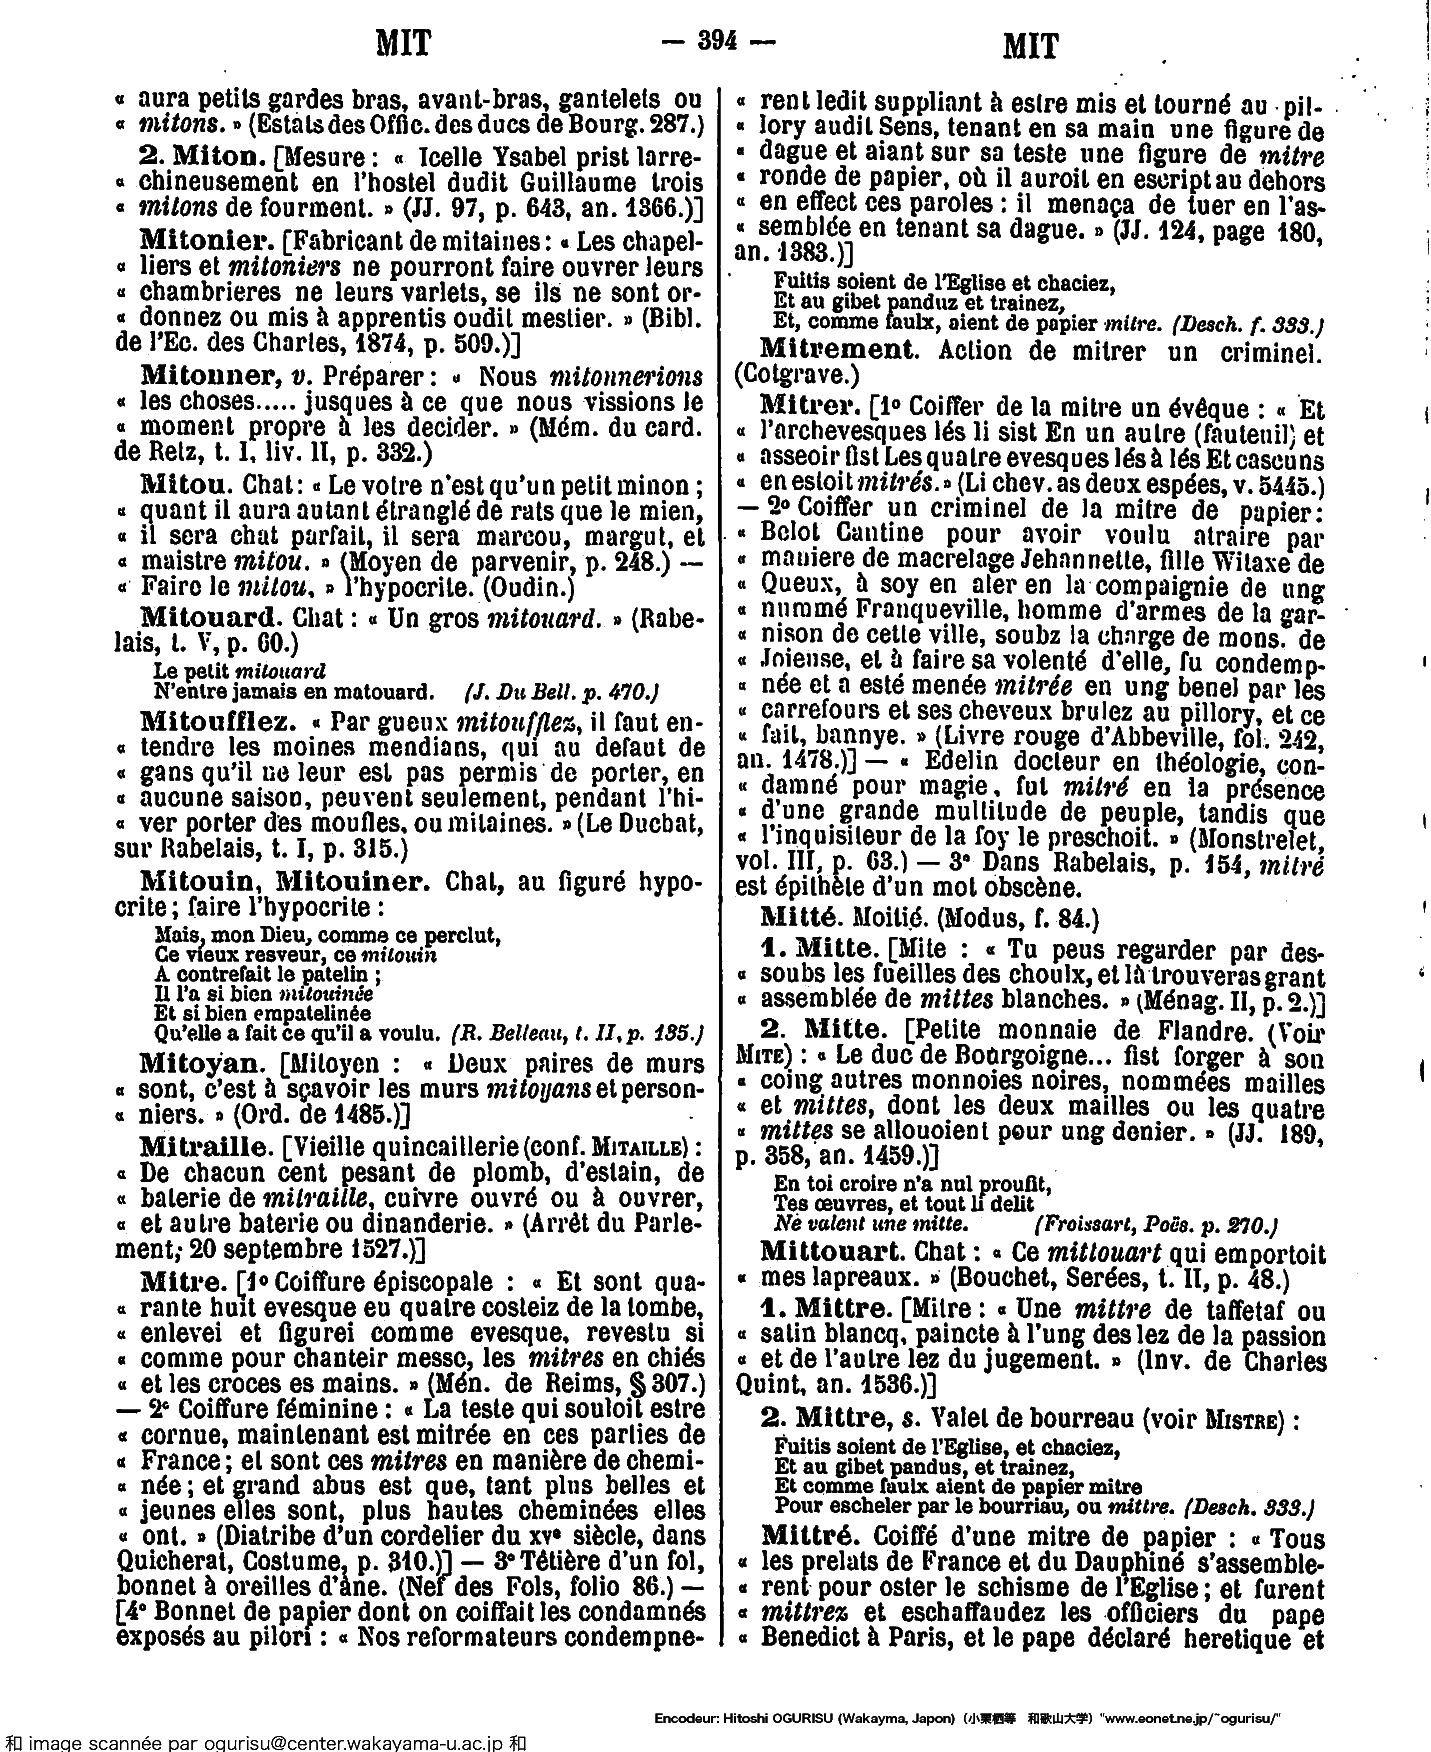 MIT
— 394 —
MIT
« aura petits gardes bras, avant-bras, gantelets ou
« mitons. » (Estats des Offic. des ducs de Bourg. 287.)
2. Miton. [Mesure : « Icelle Ysabel prist larre-
« chineusement en l'hostel dudit Guillaume trois
« mitons de fourment. » (JJ. 97, p. 643, an. 1366.)]
Mitonier. [Fabricant de mitaines : « Les chapel-
« liers et mitoniers ne pourront faire ouvrer leurs
« chambrieres ne leurs varlets, se ils ne sont or-
« donnez ou mis à apprentis oudit mestier. » (Bibl.
de l'Ec. des Chartes, 1874, p. 509.)]
Mitonner, v. Préparer : « Nous mitonnerions
« les choses..... jusques à ce que nous vissions le
« moment propre à les decider. » (Mém. du card.
de Retz, t. I, liv. II, p. 332.)
Mitou. Chat : « Le votre n'est qu'un petit minon ;
« quant il aura autant étranglé de rats que le mien,
« il sera chat parfait, il sera marcou, margut, et
« maistre mitou. » (Moyen de parvenir, p. 248.) —
« Faire le mitou, » l'hypocrite. (Oudin.)
Mitouard. Chat : « Un gros mitouard. » (Rabe-
lais, t. V, p. 60.)
Le petit mitouard
N'entre jamais en matouard. (J. Du Bell. p. 470.)
Mitoufflez. « Par gueux mitoufflez, il faut en-
« tendre les moines mendians, qui au defaut de
« gans qu'il ne leur est pas permis de porter, en
« aucune saison, peuvent seulement, pendant l'hi-
« ver porter des moufles, ou mitaines. » (Le Duchat,
sur Rabelais, t. I, p. 315.)
Mitouin, Mitouiner. Chat, au figuré hypo-
crite ; faire l'hypocrite :
Mais, mon Dieu, comme ce perclut,
Ce vieux resveur, ce mitouin
A contrefait le patelin ;
Il l'a si bien mitouinée
Et si bien empatelinée
Qu'elle a fait ce qu'il a voulu. (R. Belleau, t. II, p. 135.)
Mitoyan. [Mitoyen : « Deux paires de murs
« sont, c'est à sçavoir les murs mitoyans et person-
« niers. » (Ord. de 1485.)]
Mitraille. [Vieille quincaillerie (conf. MITAILLE) :
« De chacun cent pesant de plomb, d'estain, de
« baterie de mitraille, cuivre ouvré ou à ouvrer,
« et autre baterie ou dinanderie. » (Arrêt du Parle-
ment, 20 septembre 1527.)]
Mitre. [1° Coiffure épiscopale : « Et sont qua-
« rante huit evesque eu quatre costeiz de la tombe,
« enlevei et figurei comme evesque, revestu si
« comme pour chanteir messe, les mitres en chiés
« et les croces es mains. » (Mén. de Reims, § 307.)
— 2° Coiffure féminine : « La teste qui souloit estre
« cornue, maintenant est mitrée en ces parties de
« France ; et sont ces mitres en manière de chemi-
« née ; et grand abus est que, tant plus belles et
« jeunes elles sont, plus hautes cheminées elles
« ont. » (Diatribe d'un cordelier du XVe siècle, dans
Quicherat, Costume, p. 310.)] — 3° Têtière d'un fol,
bonnet à oreilles d'âne. (Nef des Fols, folio 86.) —
[4° Bonnet de papier dont on coiffait les condamnés
exposés au pilori : « Nos reformateurs condempne-
« rent ledit suppliant à estre mis et tourné au pil-
« lory audit Sens, tenant en sa main une figure de
« dague et aiant sur sa teste une figure de mitre
« ronde de papier, où il auroit en escript au dehors
« en effect ces paroles : il menaça de tuer en l'as-
« semblée en tenant sa dague. » (JJ. 124, page 180,
an. 1383.)]
Fuitis soient de l'Eglise et chaciez,
Et au gibet panduz et trainez,
Et, comme faulx, aient de papier mitre. (Desch. f. 333.)
Mitrement. Action de mitrer un criminel.
(Cotgrave.)
Mitrer. [1° Coiffer de la mitre un évêque : « Et
« l'archevesques lés li sist En un autre (fauteuil) et
« asseoir fist Les quatre evesques lés à lés Et cascuns
« en estoit mitrés. » (Li chev. as deux espées, v. 5445.)
— 2° Coiffer un criminel de la mitre de papier :
« Belot Cantine pour avoir voulu atraire par
« maniere de macrelage Jehannette, fille Witaxe de
« Queux, à soy en aler en la compaignie de ung
« nummé Franqueville, homme d'armes de la gar-
« nison de cette ville, soubz la charge de mons. de
« Joieuse, et à faire sa volenté d'elle, fu condemp-
« née et a esté menée mitrée en ung benel par les
« carrefours et ses cheveux brulez au pillory, et ce
« fait, bannye. » (Livre rouge d'Abbeville, fol. 242,
an. 1478.)] — « Edelin docteur en théologie, con-
« damné pour magie, fut mitré en la présence
« d'une grande multitude de peuple, tandis que
« l'inquisiteur de la foy le preschoit. » (Monstrelet,
vol. III, p. 63.) — 3° Dans Rabelais, p. 154, mitré
est épithète d'un mot obscène.
Mitté. Moitié. (Modus, f. 84.)
1. Mitte. [Mite : « Tu peus regarder par des-
« soubs les fueilles des choulx, et là trouveras grant
« assemblée de mittes blanches. » (Ménag. II, p. 2.)]
2. Mitte. [Petite monnaie de Flandre. (Voir
MITE) : « Le duc de Bourgoigne... fist forger à son
« coing autres monnoies noires, nommées mailles
« et mittes, dont les deux mailles ou les quatre
« mittes se allouoient pour ung denier. » (JJ. 189,
p. 358, an. 1459.)]
En toi croire n'a nul proufit,
Tes œuvres, et tout li delit
Ne valent une mitte. (Froissart, Poës. p. 270.)
Mittouart. Chat : « Ce mittouart qui emportoit
« mes lapreaux. » (Bouchet, Serées, t. II, p. 48.)
1. Mittre. [Mitre : « Une mittre de taffetaf ou
« satin blancq, paincte à l'ung des lez de la passion
« et de l'autre lez du jugement. » (Inv. de Charles
Quint, an. 1536.)]
2. Mittre, s. Valet de bourreau (voir MISTRE) :
Fuitis soient de l'Eglise, et chaciez,
Et au gibet pandus, et trainez,
Et comme faulx aient de papier mitre
Pour escheler par le bourriau, ou mittre. (Desch. 333.)
Mittré. Coiffé d'une mitre de papier : « Tous
« les prelats de France et du Dauphiné s'assemble-
« rent pour oster le schisme de l'Eglise ; et furent
« mittrez et eschaffaudez les officiers du pape
« Benedict à Paris, et le pape déclaré heretique et
Encodeur: Hitoshi OGURISU (Wakayma, Japon) (小栗栖等 和歌山大学) "www.eonet.ne.jp/~ogurisu/"
和 image scannée par ogurisu@center.wakayama-u.ac.jp 和